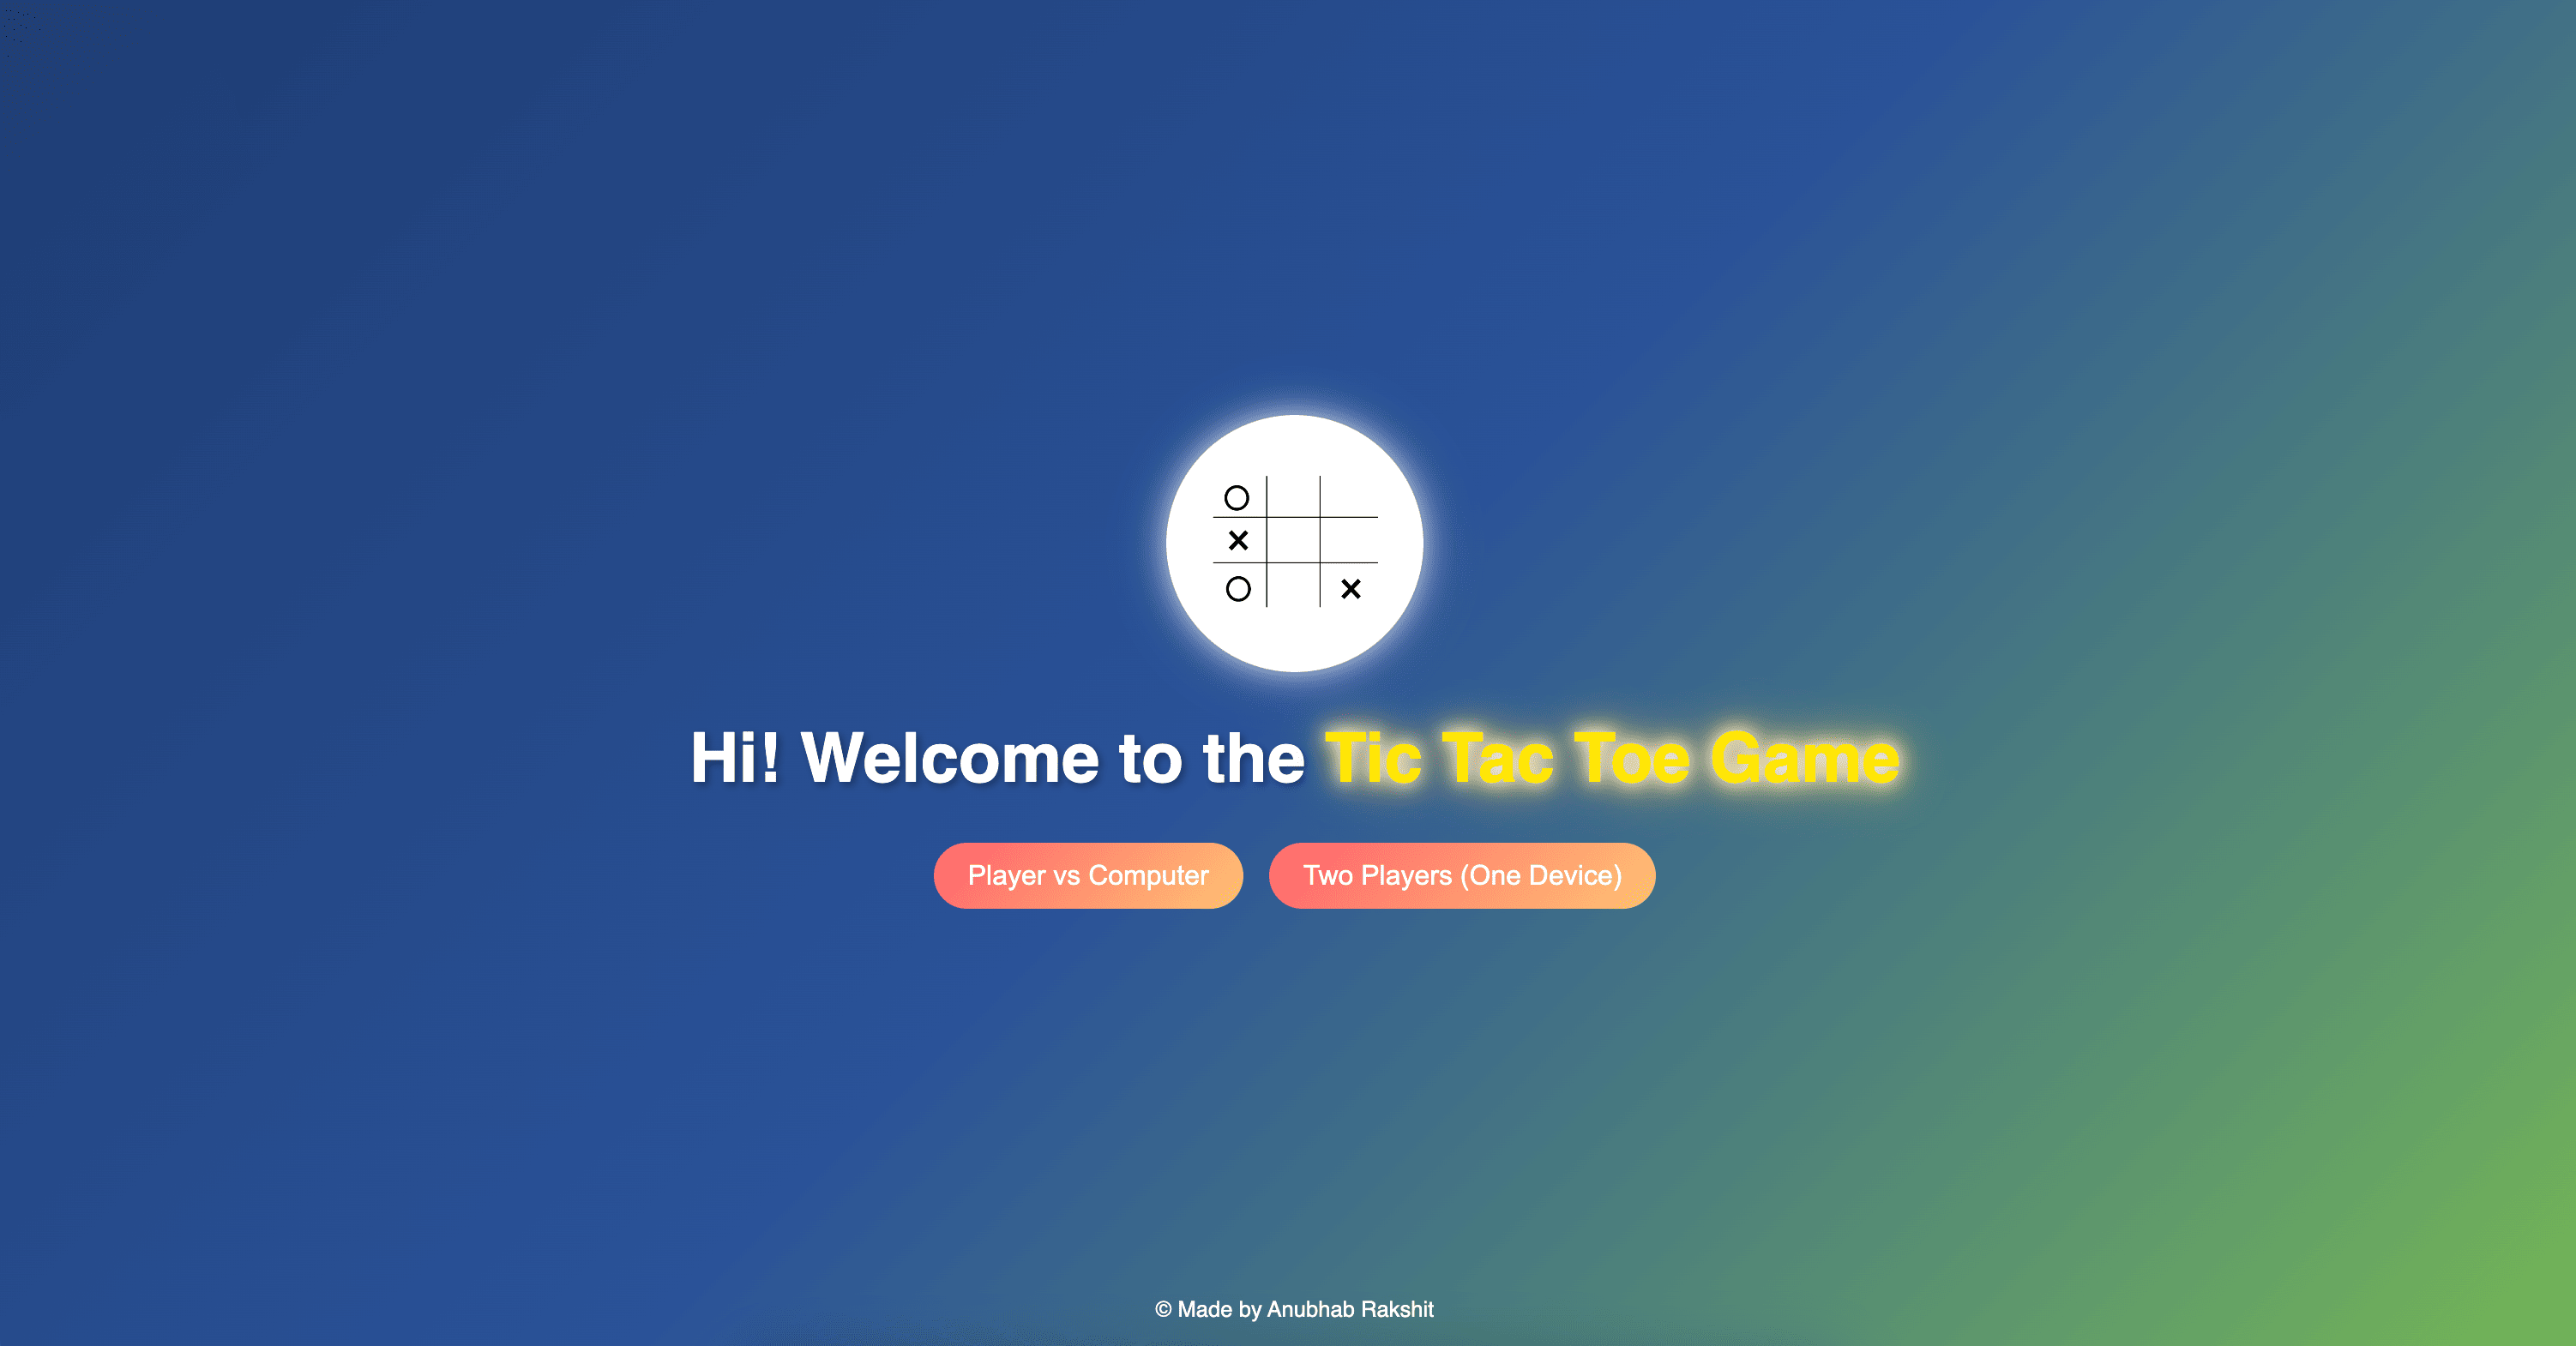 Hi! Welcome to the Tic Tac Toe Game
Player vs Computer
Two Players (One Device)
© Made by Anubhab Rakshit